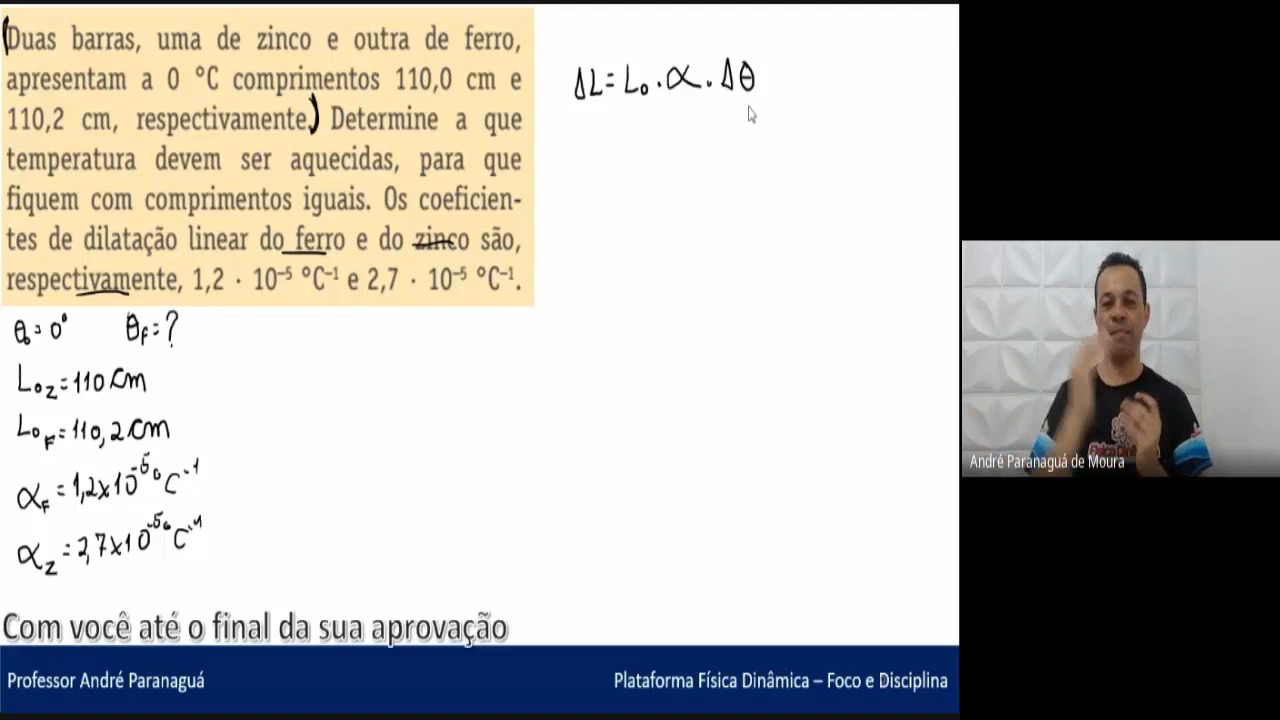 Duas barras, uma de zinco e outra de ferro,
apresentam a 0 °C comprimentos 110,0 cm e
110,2 cm, respectivamente.) Determine a que
temperatura devem ser aquecidas, para que
fiquem com comprimentos iguais. Os coeficien-
tes de dilatação linear do ferro e do zinco são,
respectivamente, 1,2 · 10⁻⁵ °C⁻¹ e 2,7 · 10⁻⁵ °C⁻¹.
θ₀ = 0° θF = ?
L₀Z = 110 cm
L₀F = 110,2 cm
αF = 1,2x10⁻⁵ °C⁻¹
αZ = 2,7x10⁻⁵ °C⁻¹
ΔL = L₀ . α . Δθ
Física Dinâ
André Paranaguá de Moura
Com você até o final da sua aprovação
Professor André Paranaguá
Plataforma Física Dinâmica – Foco e Disciplina